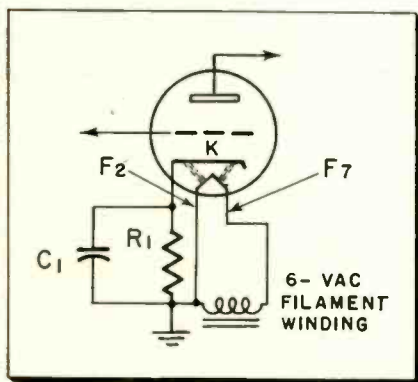 K
F2
F7
C1
R1
6- VAC
FILAMENT
WINDING